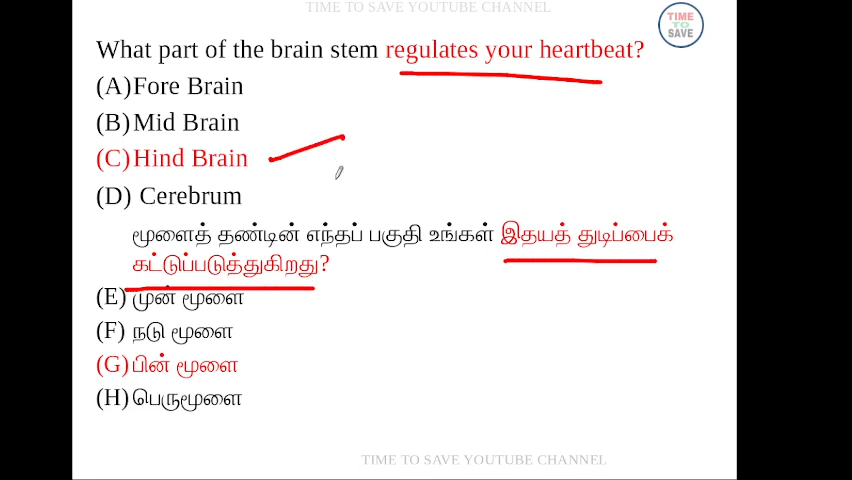 TIME TO SAVE YOUTUBE CHANNEL
TIME
TO
SAVE
What part of the brain stem regulates your heartbeat?
(A)Fore Brain
(B)Mid Brain
(C)Hind Brain
(D) Cerebrum
மூளைத் தண்டின் எந்தப் பகுதி உங்கள் இதயத் துடிப்பைக்
கட்டுப்படுத்துகிறது?
(E) முன் மூளை
(F) நடு மூளை
(G) பின் மூளை
(H) பெருமூளை
TIME TO SAVE YOUTUBE CHANNEL